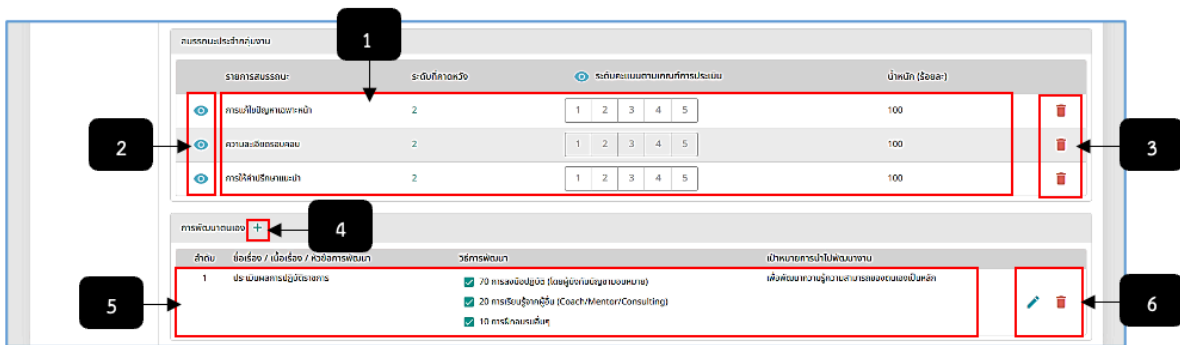 สมรรถนะประจำกลุ่มงาน
1
รายการสมรรถนะ ระดับที่คาดหวัง ระดับคะแนนตามเกณฑ์การประเมิน น้ำหนัก (ร้อยละ)
การแก้ไขปัญหาเฉพาะหน้า 2 1 2 3 4 5 100
2
ความละเอียดรอบคอบ 2 1 2 3 4 5 100
3
การให้คำปรึกษาแนะนำ 2 1 2 3 4 5 100
การพัฒนาตนเอง + 4
ลำดับ ชื่อเรื่อง / เนื้อเรื่อง / หัวข้อการพัฒนา วิธีการพัฒนา เป้าหมายการนำไปพัฒนางาน
1 ประเมินผลการปฏิบัติราชการ 70 การลงมือปฏิบัติ (โดยผู้บังคับบัญชามอบหมาย) เพื่อพัฒนาความรู้ความสามารถของตนเองเป็นหลัก
5
20 การเรียนรู้จากผู้อื่น (Coach/Mentor/Consulting)
6
10 การฝึกอบรมอื่นๆ